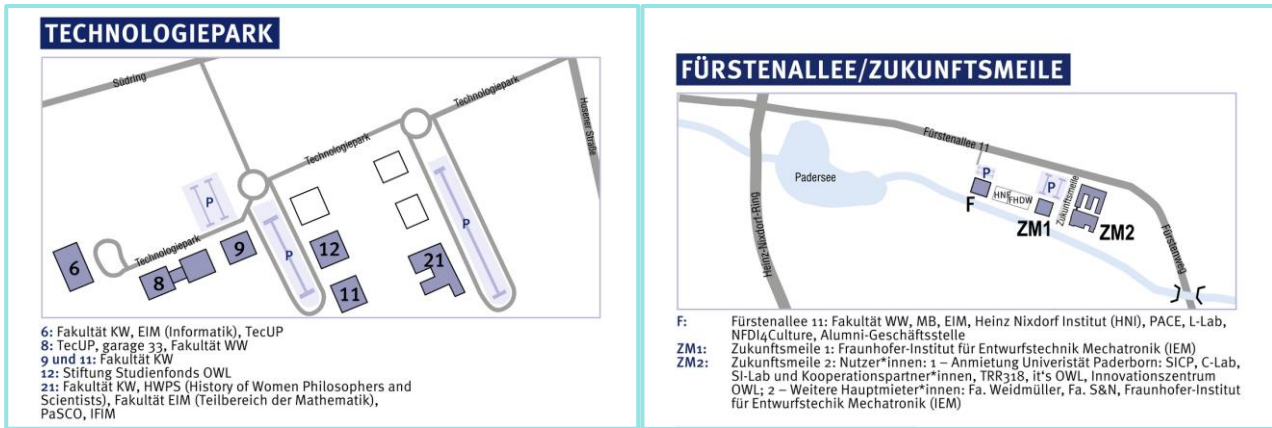 TECHNOLOGIEPARK
Südring
Technologiepark
Husener Straße
Technologiepark
P
P
P
Technologiepark
6
8
9
12
11
21
6: Fakultät KW, EIM (Informatik), TecUP
8: TecUP, garage 33, Fakultät WW
9 und 11: Fakultät KW
12: Stiftung Studienfonds OWL
21: Fakultät KW, HWPS (History of Women Philosophers and
Scientists), Fakultät EIM (Teilbereich der Mathematik),
PaSCO, IFIM
FÜRSTENALLEE/ZUKUNFTSMEILE
Fürstenallee 11
Padersee
Heinz-Nixdorf-Ring
P
P
HNF
FHDW
Zukunftsmeile
F
ZM1
ZM2
Fürstenweg
F: Fürstenallee 11: Fakultät WW, MB, EIM, Heinz Nixdorf Institut (HNI), PACE, L-Lab,
NFDI4Culture, Alumni-Geschäftsstelle
ZM1: Zukunftsmeile 1: Fraunhofer-Institut für Entwurfstechnik Mechatronik (IEM)
ZM2: Zukunftsmeile 2: Nutzer*innen: 1 – Anmietung Univeristät Paderborn: SICP, C-Lab,
SI-Lab und Kooperationspartner*innen, TRR318, it's OWL, Innovationszentrum
OWL; 2 – Weitere Hauptmieter*innen: Fa. Weidmüller, Fa. S&N, Fraunhofer-Institut
für Entwurfstechik Mechatronik (IEM)